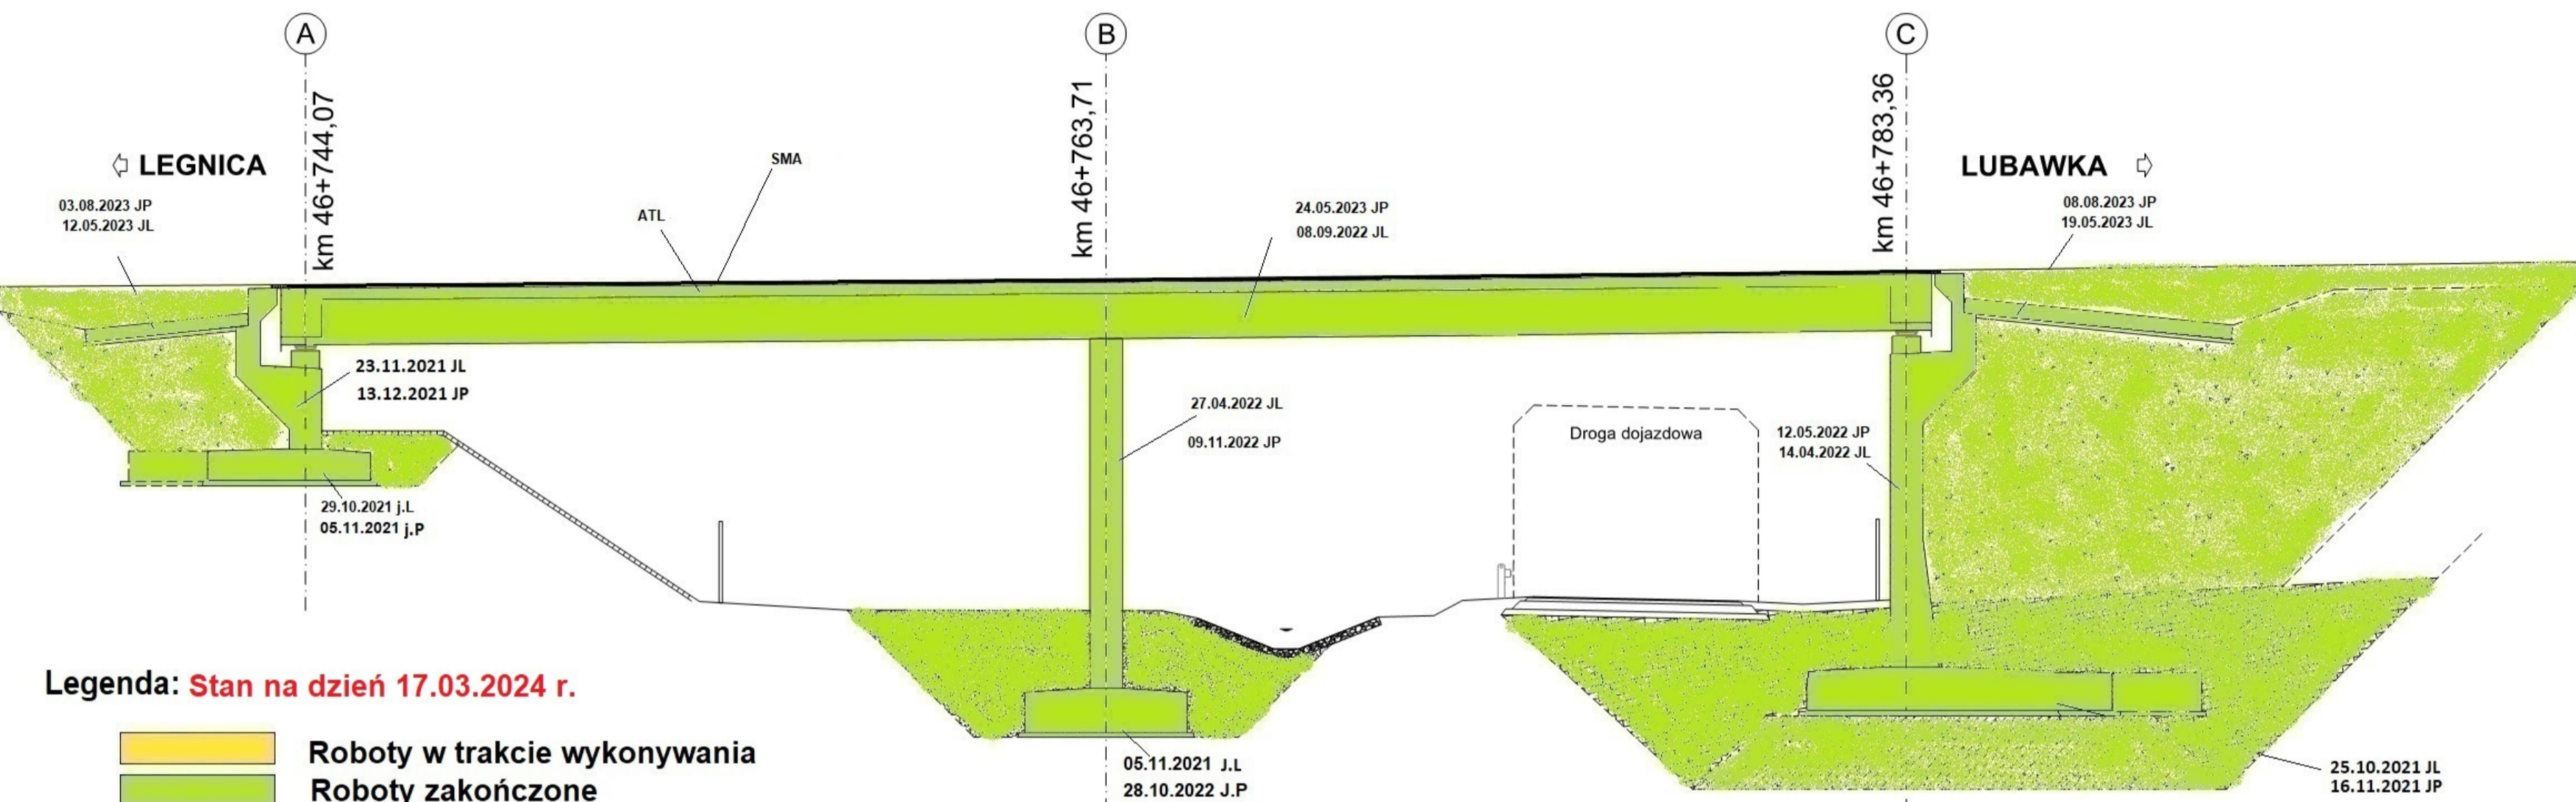 A
B
C
km 46+744,07
km 46+763,71
km 46+783,36
LEGNICA
LUBAWKA
SMA
ATL
03.08.2023 JP
12.05.2023 JL
24.05.2023 JP
08.09.2022 JL
08.08.2023 JP
19.05.2023 JL
23.11.2021 JL
13.12.2021 JP
27.04.2022 JL
09.11.2022 JP
Droga dojazdowa
12.05.2022 JP
14.04.2022 JL
29.10.2021 j.L
05.11.2021 j.P
Legenda: Stan na dzień 17.03.2024 r.
Roboty w trakcie wykonywania
Roboty zakończone
05.11.2021 J.L
28.10.2022 J.P
25.10.2021 JL
16.11.2021 JP